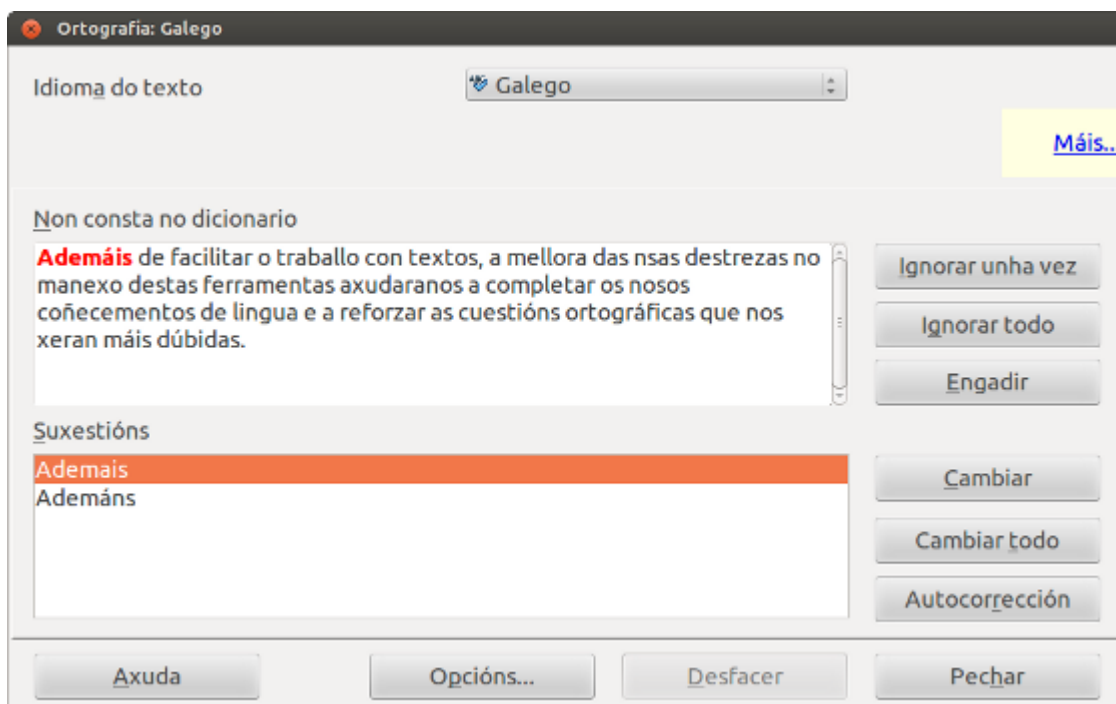 Ortografia: Galego
Idioma do texto
Galego
Máis..
Non consta no dicionario
Ademáis de facilitar o traballo con textos, a mellora das nsas destrezas no
manexo destas ferramentas axudaranos a completar os nosos
coñecementos de lingua e a reforzar as cuestións ortográficas que nos
xeran máis dúbidas.
Ignorar unha vez
Ignorar todo
Engadir
Suxestións
Ademais
Ademáns
Cambiar
Cambiar todo
Autocorrección
Axuda
Opcións...
Desfacer
Pechar